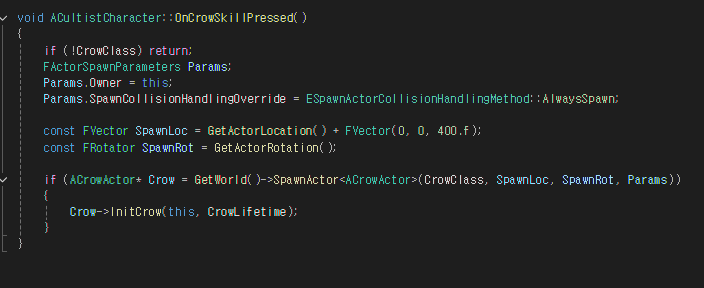 void ACultistCharacter::OnCrowSkillPressed()
{
if (!CrowClass) return;
FActorSpawnParameters Params;
Params.Owner = this;
Params.SpawnCollisionHandlingOverride = ESpawnActorCollisionHandlingMethod::AlwaysSpawn;
const FVector SpawnLoc = GetActorLocation() + FVector(0, 0, 400.f);
const FRotator SpawnRot = GetActorRotation();
if (ACrowActor* Crow = GetWorld()->SpawnActor<ACrowActor>(CrowClass, SpawnLoc, SpawnRot, Params))
{
Crow->InitCrow(this, CrowLifetime);
}
}